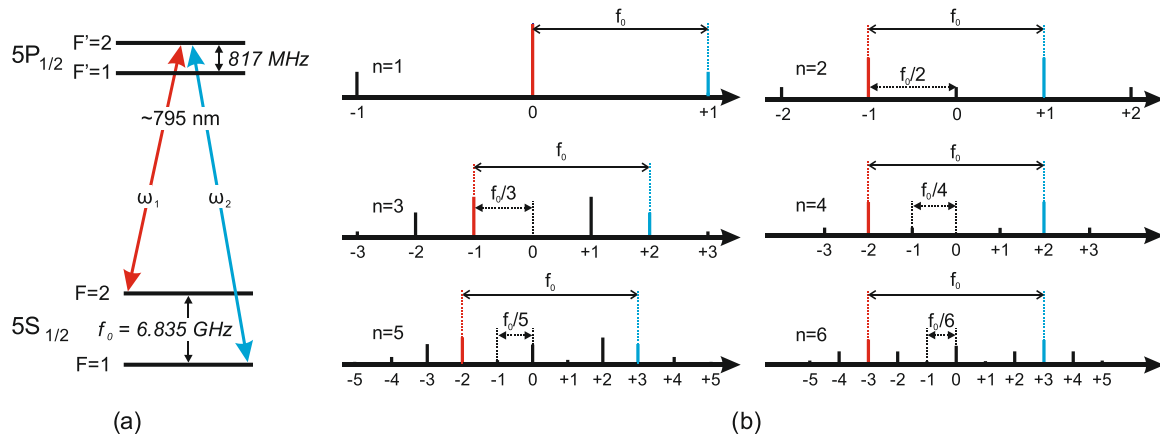 5P1/2
F'=2
F'=1
817 MHz
~795 nm
ω1
ω2
5S 1/2
F=2
f0 = 6.835 GHz
F=1
(a)
n=1
f0
-1 0 +1
n=2
f0
f0/2
-2 -1 0 +1 +2
n=3
f0
f0/3
-3 -2 -1 0 +1 +2 +3
n=4
f0
f0/4
-3 -2 -1 0 +1 +2 +3
n=5
f0
f0/5
-5 -4 -3 -2 -1 0 +1 +2 +3 +4 +5
n=6
f0
f0/6
-5 -4 -3 -2 -1 0 +1 +2 +3 +4 +5
(b)